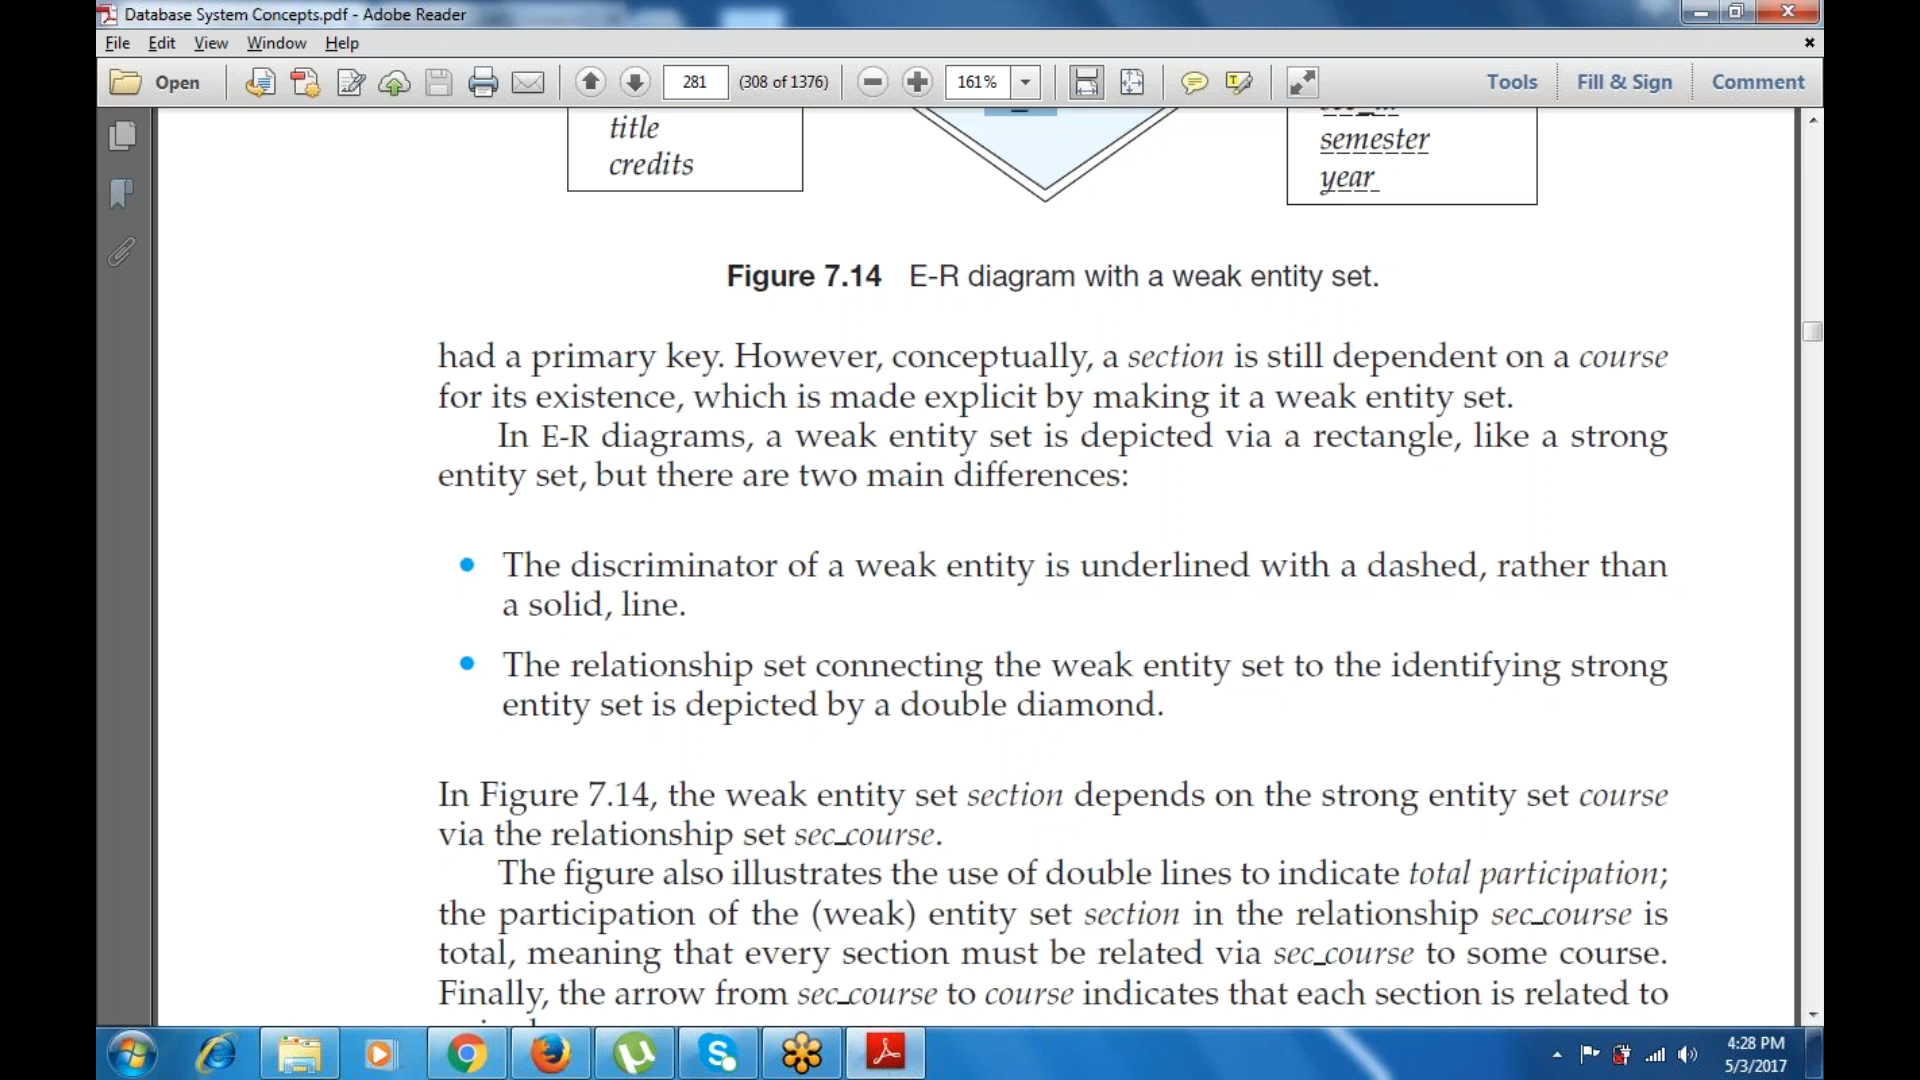 Database System Concepts.pdf - Adobe Reader
File Edit View Window Help
Open 281 (308 of 1376) 161% Tools Fill & Sign Comment
title
credits
semester
year
Figure 7.14 E-R diagram with a weak entity set.
had a primary key. However, conceptually, a section is still dependent on a course
for its existence, which is made explicit by making it a weak entity set.
In E-R diagrams, a weak entity set is depicted via a rectangle, like a strong
entity set, but there are two main differences:
• The discriminator of a weak entity is underlined with a dashed, rather than
a solid, line.
• The relationship set connecting the weak entity set to the identifying strong
entity set is depicted by a double diamond.
In Figure 7.14, the weak entity set section depends on the strong entity set course
via the relationship set sec_course.
The figure also illustrates the use of double lines to indicate total participation;
the participation of the (weak) entity set section in the relationship sec_course is
total, meaning that every section must be related via sec_course to some course.
Finally, the arrow from sec_course to course indicates that each section is related to
4:28 PM
5/3/2017